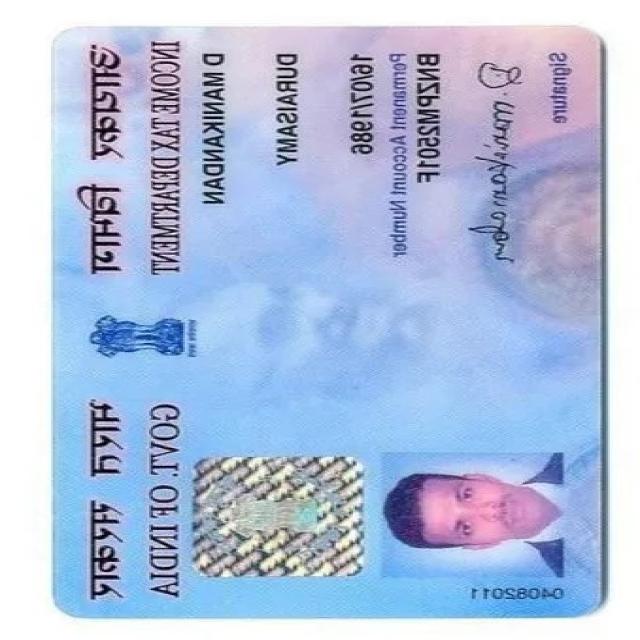 आयकर विभाग
INCOME TAX DEPARTMENT
भारत सरकार
GOVT. OF INDIA
D MANIKANDAN
DURAISAMY
16/07/1986
Permanent Account Number
BNZPM2501F
D. Manikandan
Signature
04082011